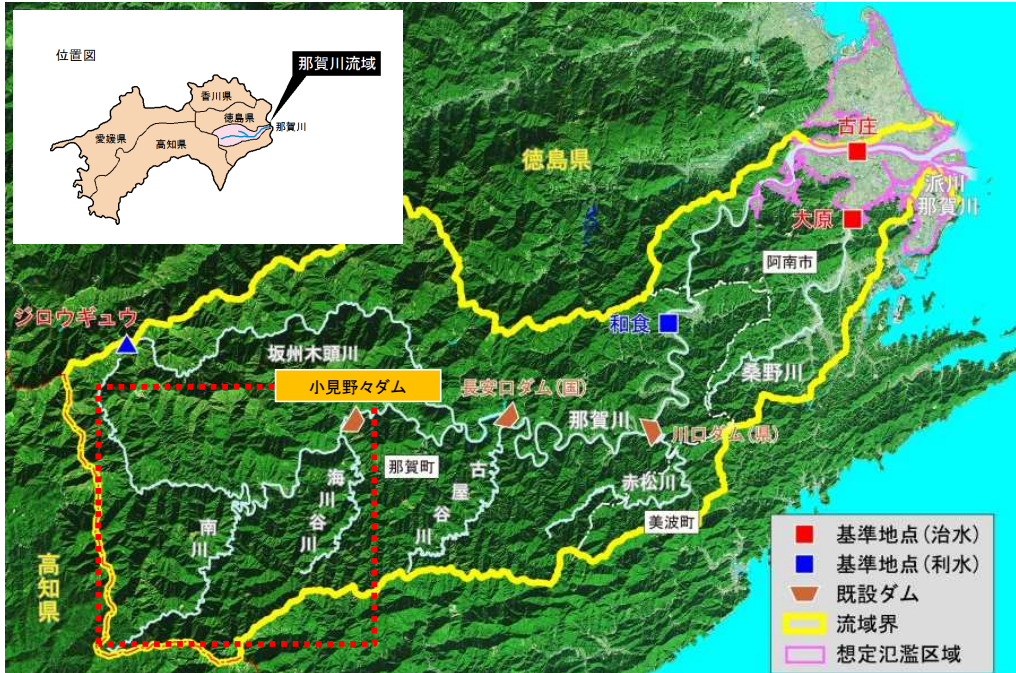 位置図
那賀川流域
香川県
徳島県
那賀川
愛媛県
高知県
徳島県
古庄
派川
那賀川
大原
阿南市
ジロウギュウ
和食
坂州木頭川
桑野川
小見野々ダム
長安口ダム(国)
那賀川
川口ダム(県)
那賀町
海川谷川
古屋谷川
赤松川
南川
美波町
高知県
基準地点(治水)
基準地点(利水)
既設ダム
流域界
想定氾濫区域